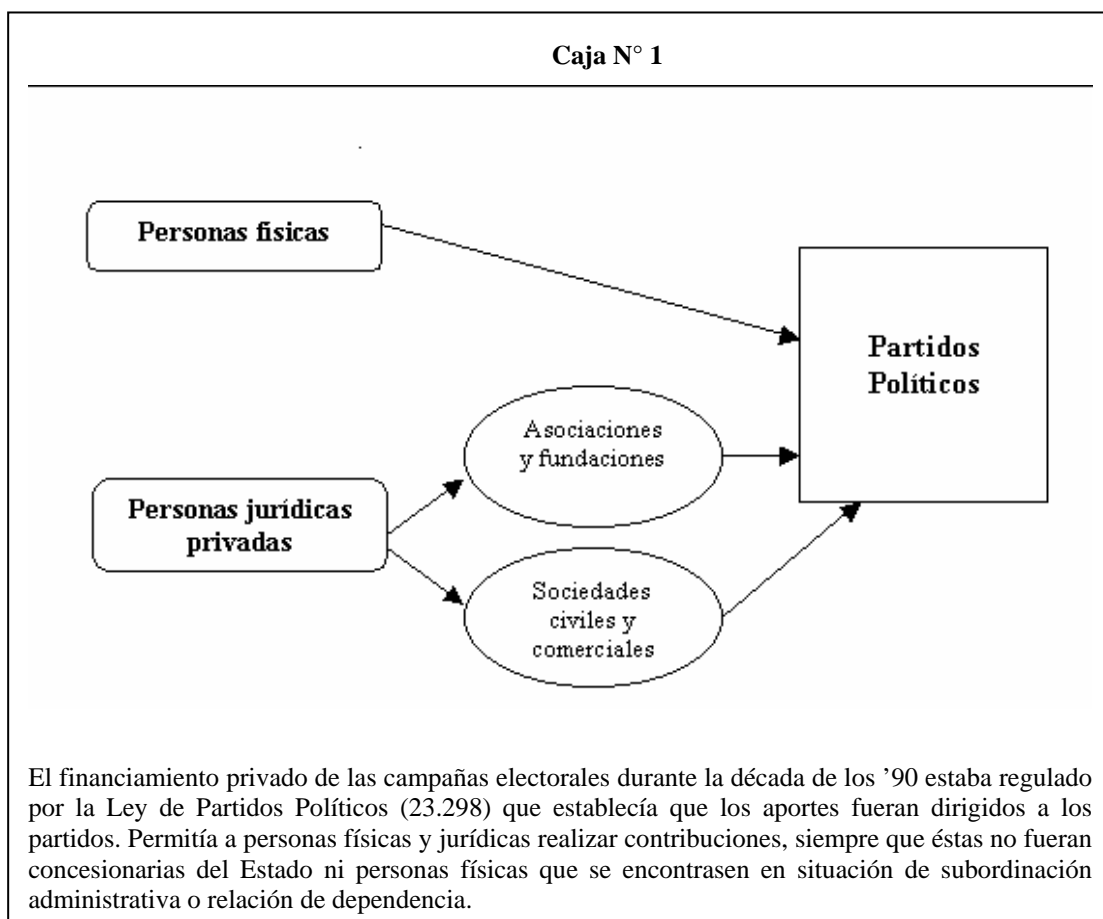 Caja N° 1
Personas físicas
Partidos
Políticos
Asociaciones
y fundaciones
Personas jurídicas
privadas
Sociedades
civiles y
comerciales
El financiamiento privado de las campañas electorales durante la década de los ’90 estaba regulado
por la Ley de Partidos Políticos (23.298) que establecía que los aportes fueran dirigidos a los
partidos. Permitía a personas físicas y jurídicas realizar contribuciones, siempre que éstas no fueran
concesionarias del Estado ni personas físicas que se encontrasen en situación de subordinación
administrativa o relación de dependencia.